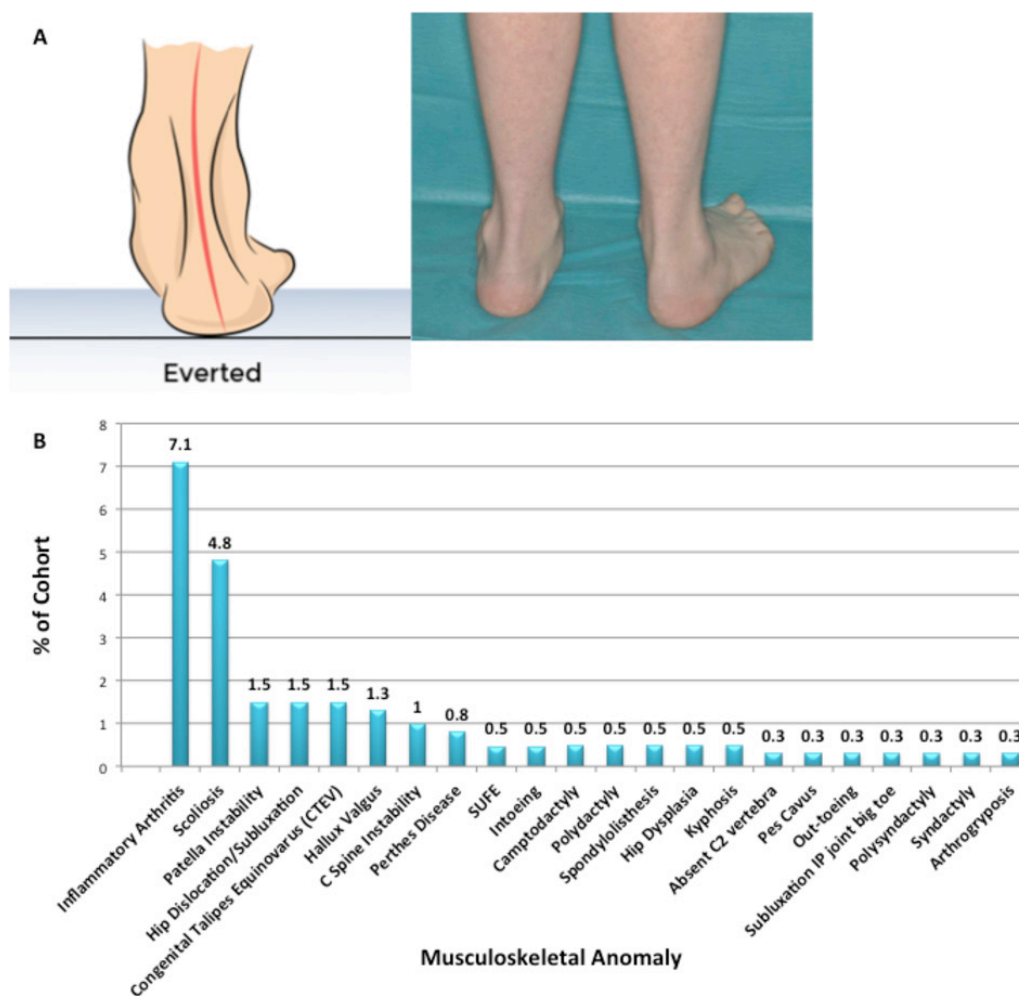 A
Everted
B
8
7
6
5
4
3
2
1
0
% of Cohort
7.1
4.8
1.5
1.5
1.5
1.3
1
0.8
0.5
0.5
0.5
0.5
0.5
0.5
0.5
0.3
0.3
0.3
0.3
0.3
0.3
0.3
Inflammatory Arthritis
Scoliosis
Patella Instability
Hip Dislocation/Subluxation
Congenital Talipes Equinovarus (CTEV)
Hallux Valgus
C Spine Instability
Perthes Disease
SUFE
Intoeing
Camptodactyly
Polydactyly
Spondylolisthesis
Hip Dysplasia
Kyphosis
Absent C2 vertebra
Pes Cavus
Out-toeing
Subluxation IP joint big toe
Polysyndactyly
Syndactyly
Arthrogryposis
Musculoskeletal Anomaly